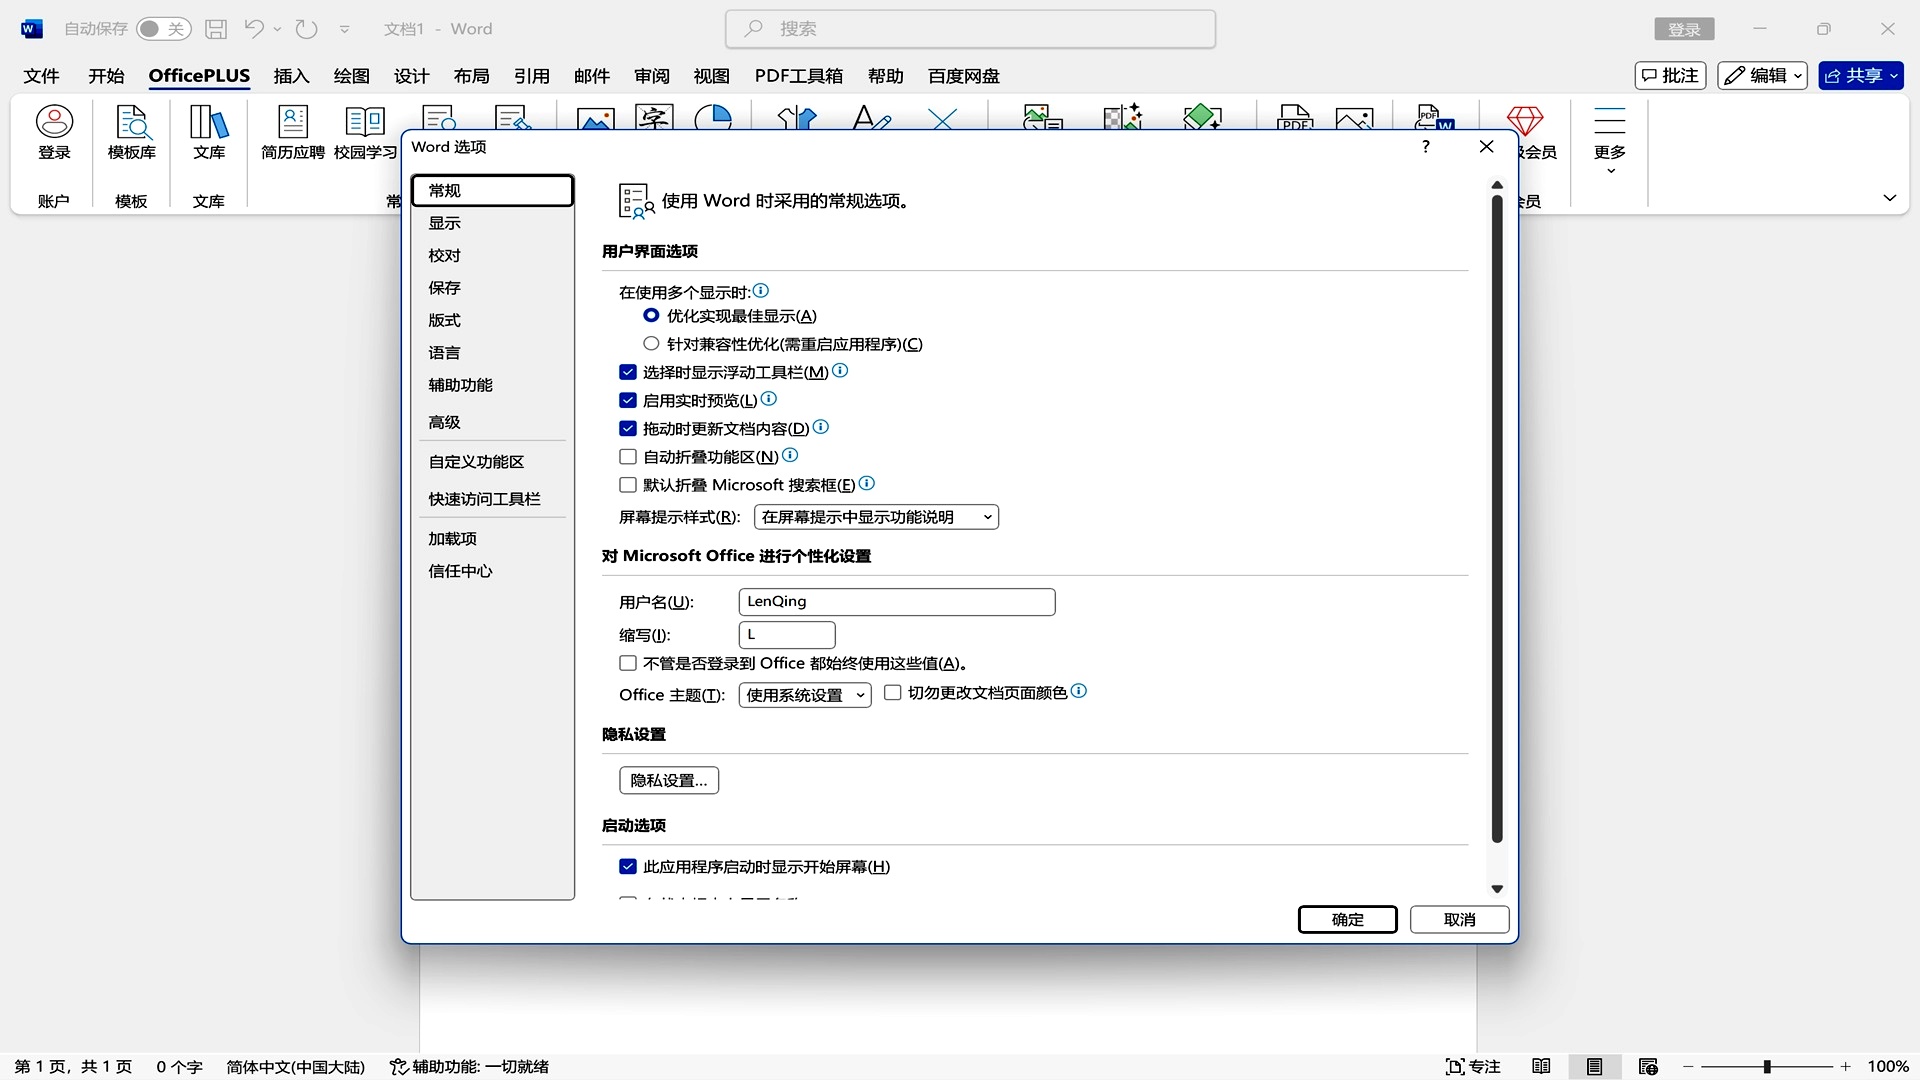 自动保存 关 文档1 - Word 搜索 登录
文件 开始 OfficePLUS 插入 绘图 设计 布局 引用 邮件 审阅 视图 PDF工具箱 帮助 百度网盘 批注 编辑 共享
登录 模板库 文库 简历应聘 校园学习 会员 更多
账户 模板 文库 常 会员
Word 选项
常规
显示
校对
保存
版式
语言
辅助功能
高级
自定义功能区
快速访问工具栏
加载项
信任中心
使用 Word 时采用的常规选项。
用户界面选项
在使用多个显示时:
优化实现最佳显示(A)
针对兼容性优化(需重启应用程序)(C)
选择时显示浮动工具栏(M)
启用实时预览(L)
拖动时更新文档内容(D)
自动折叠功能区(N)
默认折叠 Microsoft 搜索框(E)
屏幕提示样式(R): 在屏幕提示中显示功能说明
对 Microsoft Office 进行个性化设置
用户名(U): LenQing
缩写(I): L
不管是否登录到 Office 都始终使用这些值(A)。
Office 主题(T): 使用系统设置 切勿更改文档页面颜色
隐私设置
隐私设置...
启动选项
此应用程序启动时显示开始屏幕(H)
确定 取消
第 1 页，共 1 页 0 个字 简体中文(中国大陆) 辅助功能: 一切就绪 专注 100%